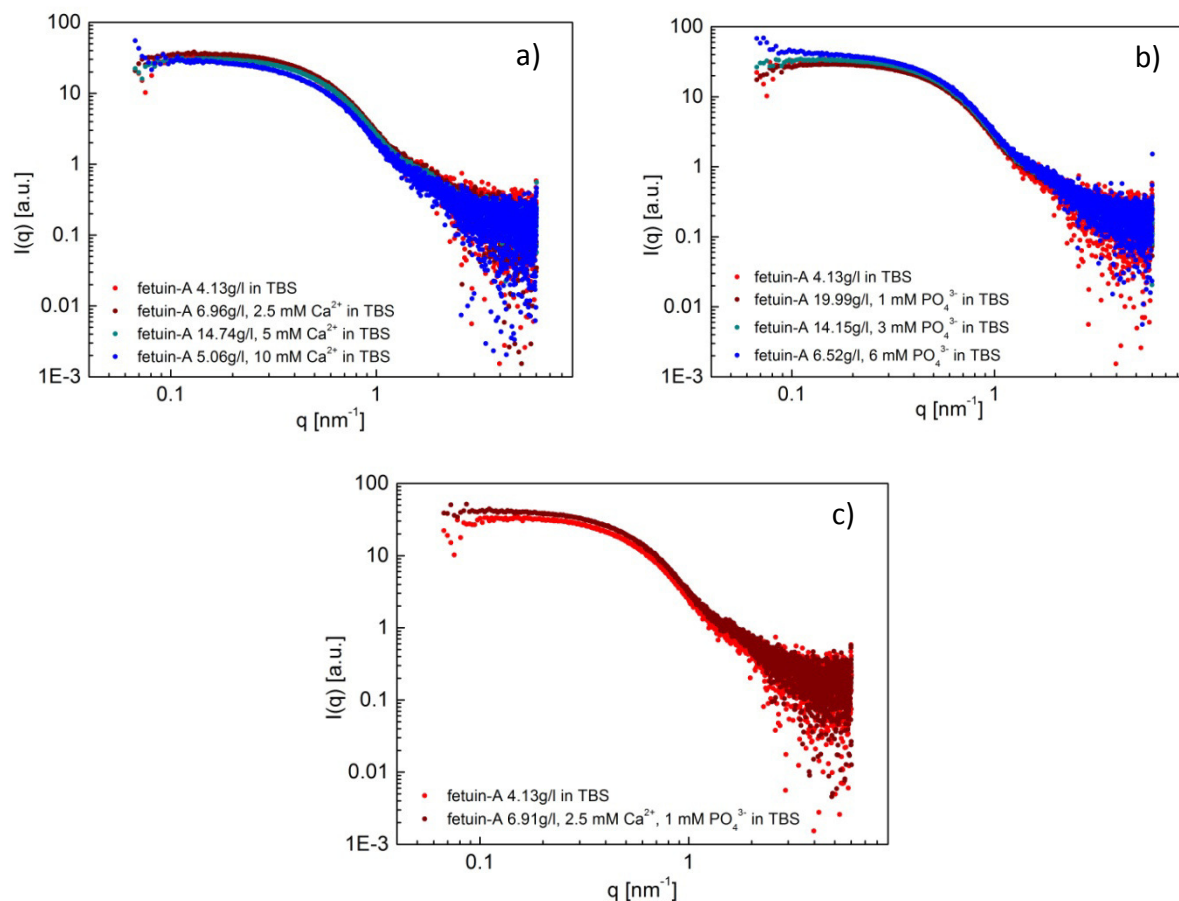 a)
I(q) [a.u.]
100
10
1
0.1
0.01
1E-3
fetuin-A 4.13g/l in TBS
fetuin-A 6.96g/l, 2.5 mM Ca²⁺ in TBS
fetuin-A 14.74g/l, 5 mM Ca²⁺ in TBS
fetuin-A 5.06g/l, 10 mM Ca²⁺ in TBS
0.1 1
q [nm⁻¹]
b)
I(q) [a.u.]
100
10
1
0.1
0.01
1E-3
fetuin-A 4.13g/l in TBS
fetuin-A 19.99g/l, 1 mM PO₄³⁻ in TBS
fetuin-A 14.15g/l, 3 mM PO₄³⁻ in TBS
fetuin-A 6.52g/l, 6 mM PO₄³⁻ in TBS
0.1 1
q [nm⁻¹]
c)
I(q) [a.u.]
100
10
1
0.1
0.01
1E-3
fetuin-A 4.13g/l in TBS
fetuin-A 6.91g/l, 2.5 mM Ca²⁺, 1 mM PO₄³⁻ in TBS
0.1 1
q [nm⁻¹]